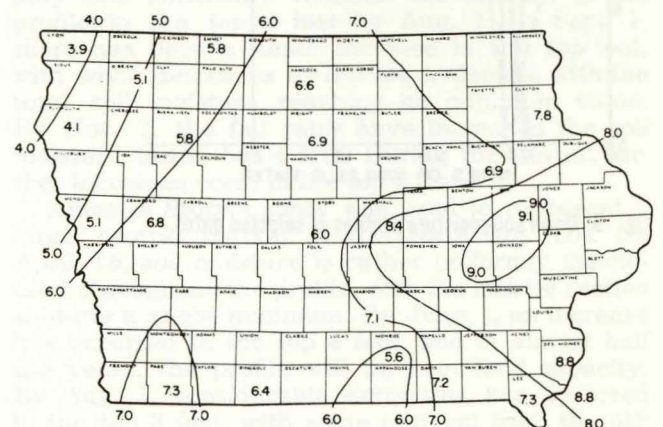 4.0 5.0 6.0 7.0
LYON OSCEOLA DICKINSON EMMET WINNEBAGO WORTH MITCHELL HOWARD WINNESHIEK ALLAMAKEE
3.9 5.8
SIOUX O'BRIEN CLAY PALO ALTO HANCOCK CERRO GORDO FLOYD CHICKASAW
5.1 6.6
FAYETTE CLAYTON
7.8
CHEROKEE BUENA POCAHONTAS HUMBOLDT WRIGHT FRANKLIN BUTLER BREMER
4.1 5.8 6.9
8.0
4.0
IDA SAC CALHOUN WEBSTER HAMILTON HARDIN GRUNDY BLACK HAWK BUCHANAN DELAWARE DUBUQUE
6.9
MONONA CRAWFORD CARROLL GREENE BOONE STORY MARSHALL TAMA BENTON JONES JACKSON
5.1 6.8 6.0 8.4 9.0
9.1
CEDAR CLINTON
HARRISON SHELBY AUDUBON GUTHRIE DALLAS POLK JASPER POWESHIEK IOWA JOHNSON
SCOTT
5.0 9.0
MUSCATINE
6.0
POTTAWATTAMIE CASS ADAIR MADISON WARREN MARION MAHASKA KEOKUK WASHINGTON
LOUISA
7.1
MILLS MONTGOMERY ADAMS UNION CLARKE LUCAS MONROE WAPELLO JEFFERSON HENRY DES MOINES
5.6 8.8
FREMONT TAYLOR RINGGOLD DECATUR WAYNE APPANOOSE DAVIS VAN BUREN LEE
7.3 6.4 7.2 7.3
8.8
7.0 7.0 6.0 6.0 7.0 8.0